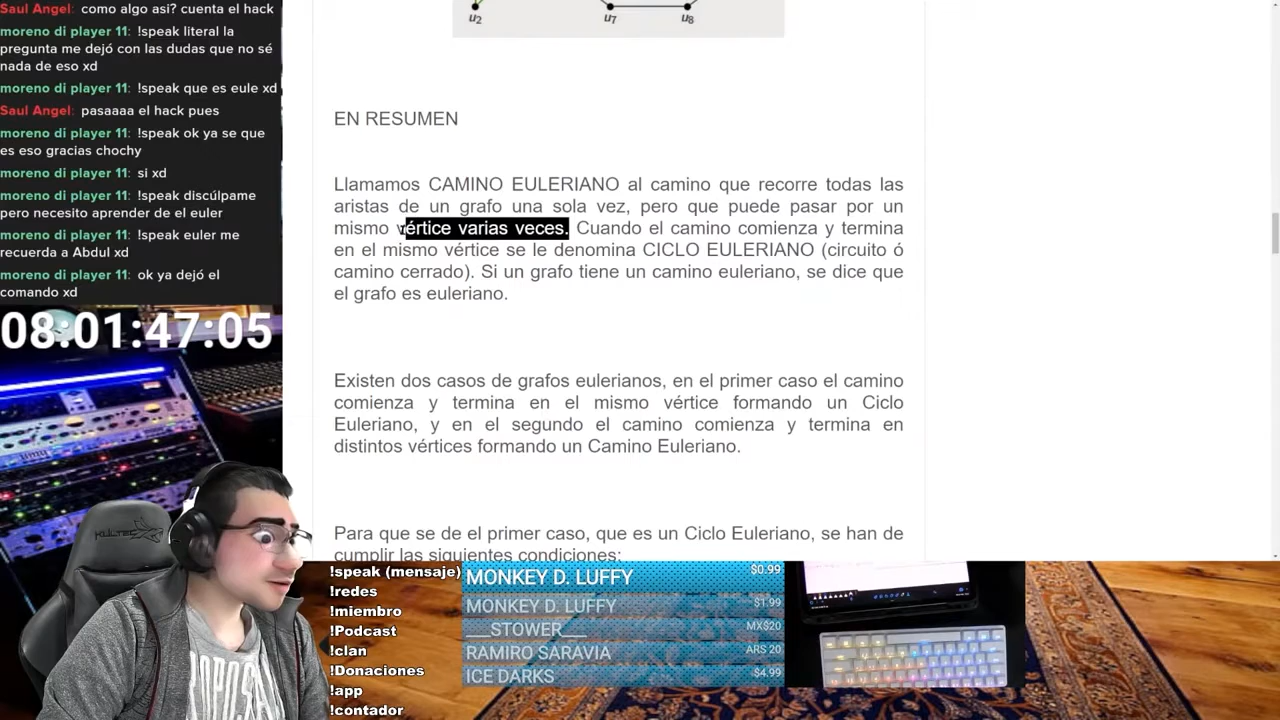 Saul Angel: como algo asi? cuenta el hack
moreno di player 11: !speak literal la
pregunta me dejó con las dudas que no sé
nada de eso xd
moreno di player 11: !speak que es eule xd
Saul Angel: pasaaaa el hack pues
moreno di player 11: !speak ok ya se que
es eso gracias chochy
moreno di player 11: si xd
moreno di player 11: !speak discúlpame
pero necesito aprender de el euler
moreno di player 11: !speak euler me
recuerda a Abdul xd
moreno di player 11: ok ya dejó el
comando xd
08:01:47:05
u2
u7
u8
EN RESUMEN
Llamamos CAMINO EULERIANO al camino que recorre todas las
aristas de un grafo una sola vez, pero que puede pasar por un
mismo vértice varias veces. Cuando el camino comienza y termina
en el mismo vértice se le denomina CICLO EULERIANO (circuito ó
camino cerrado). Si un grafo tiene un camino euleriano, se dice que
el grafo es euleriano.
Existen dos casos de grafos eulerianos, en el primer caso el camino
comienza y termina en el mismo vértice formando un Ciclo
Euleriano, y en el segundo el camino comienza y termina en
distintos vértices formando un Camino Euleriano.
Para que se de el primer caso, que es un Ciclo Euleriano, se han de
cumplir las siguientes condiciones:
!speak (mensaje)
!redes
!miembro
!Podcast
!clan
!Donaciones
!app
!contador
MONKEY D. LUFFY $0.99
MONKEY D. LUFFY $1.99
___STOWER___ MX$20
RAMIRO SARAVIA ARS 20
ICE DARKS $4.99